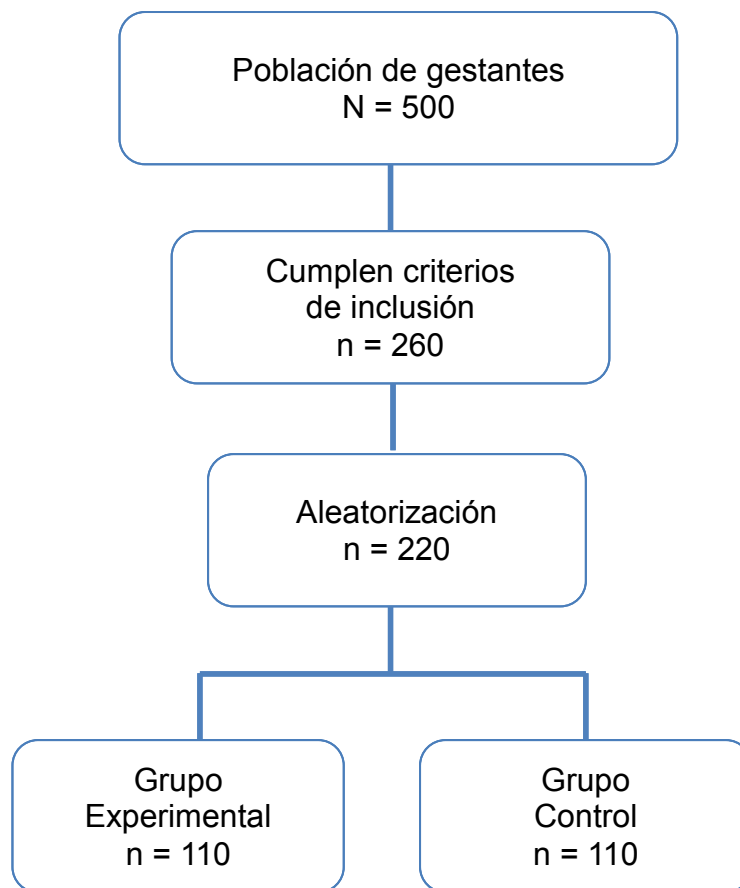 Población de gestantes
N = 500
Cumplen criterios
de inclusión
n = 260
Aleatorización
n = 220
Grupo
Experimental
n = 110
Grupo
Control
n = 110